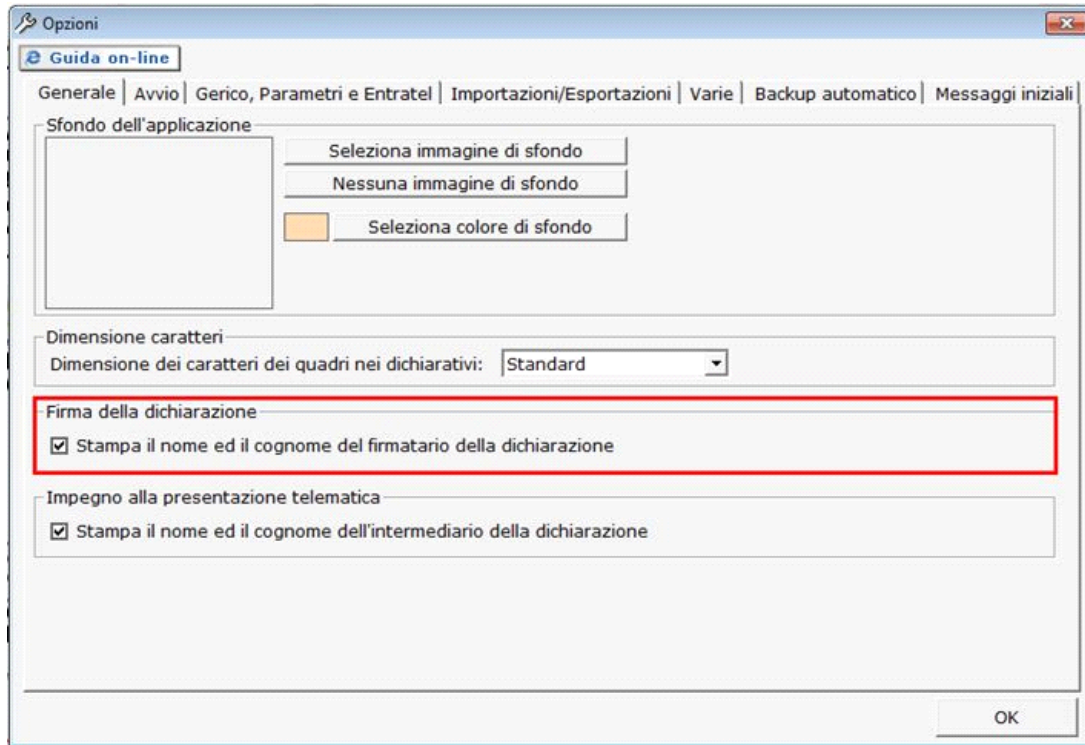 Opzioni
Guida on-line
Generale Avvio Gerico, Parametri e Entratel Importazioni/Esportazioni Varie Backup automatico Messaggi iniziali
Sfondo dell'applicazione
Seleziona immagine di sfondo
Nessuna immagine di sfondo
Seleziona colore di sfondo
Dimensione caratteri
Dimensione dei caratteri dei quadri nei dichiarativi: Standard
Firma della dichiarazione
Stampa il nome ed il cognome del firmatario della dichiarazione
Impegno alla presentazione telematica
Stampa il nome ed il cognome dell'intermediario della dichiarazione
OK